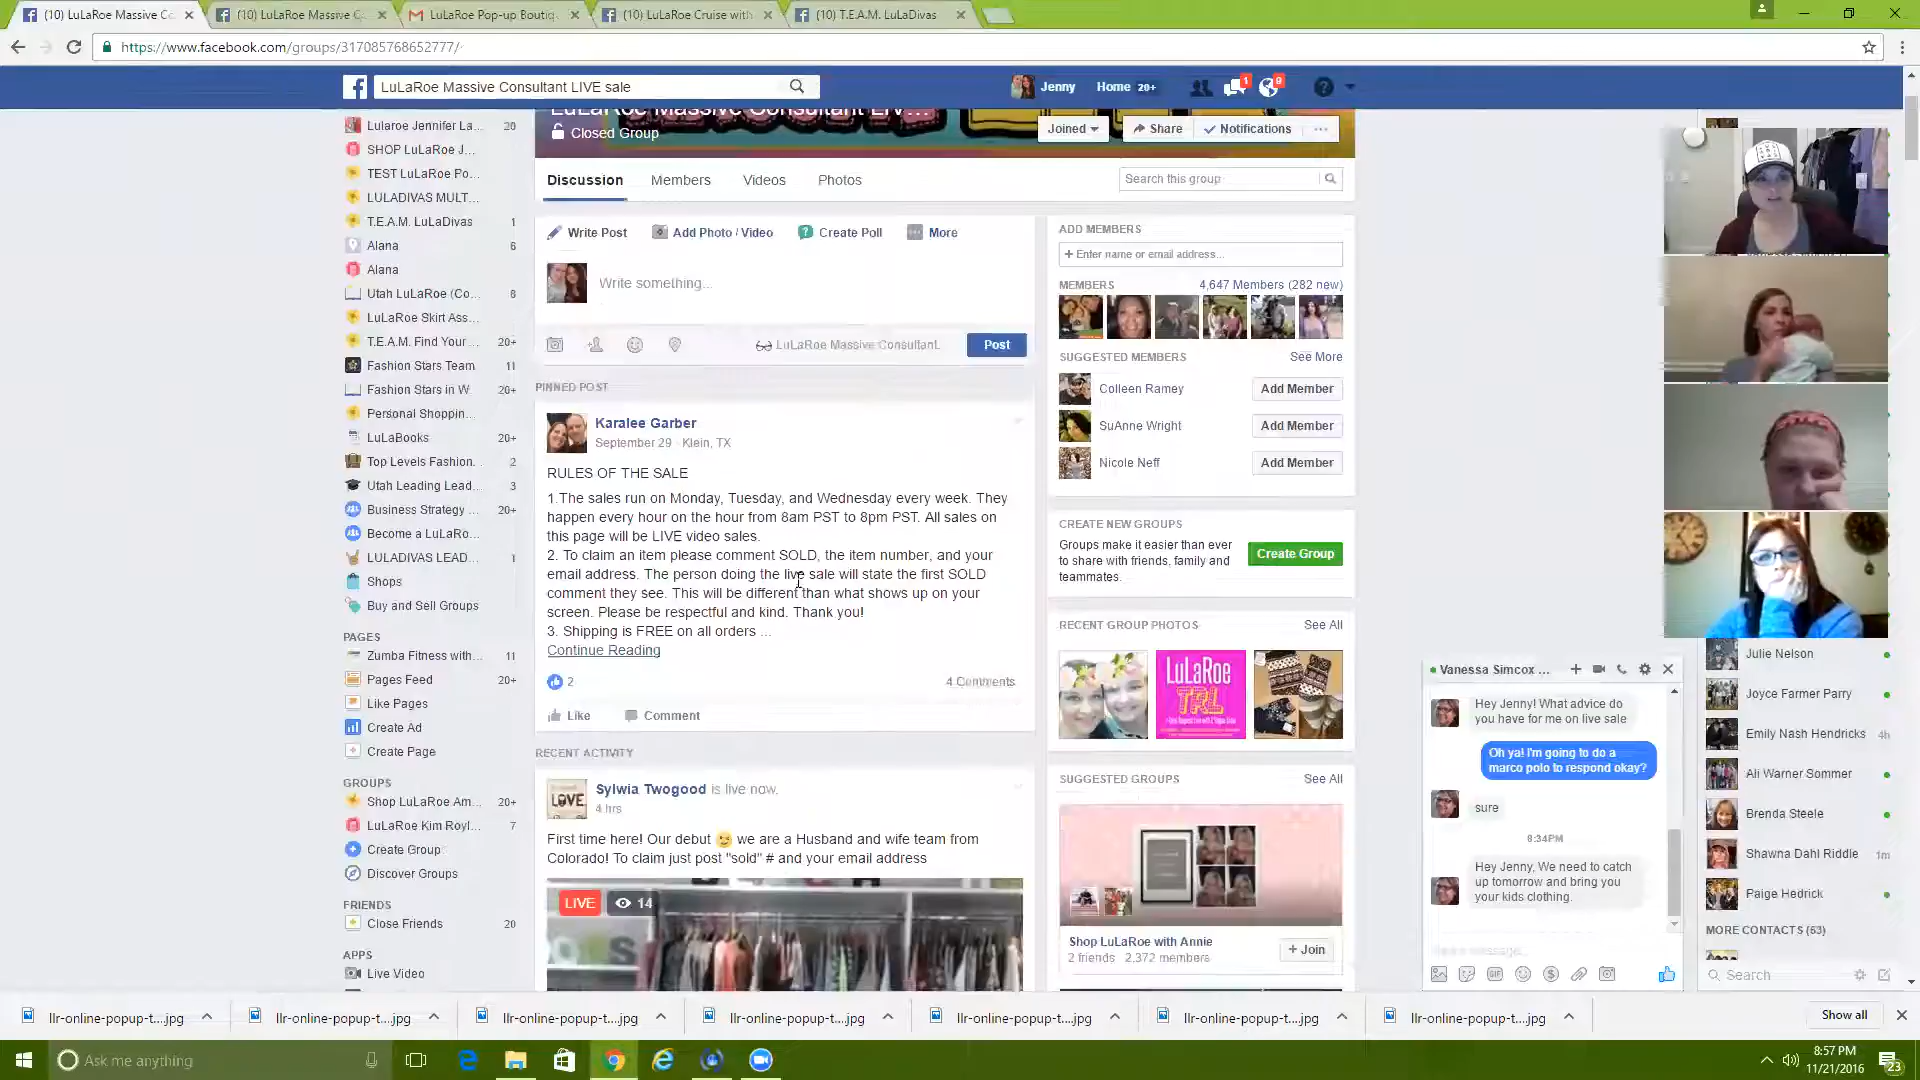 (10) LuLaRoe Massive Co
(10) LuLaRoe Massive C
LuLaRoe Pop-up Boutiq
(10) LuLaRoe Cruise with
(10) T.E.A.M. LuLaDivas
https://www.facebook.com/groups/317085768652777/
LuLaRoe Massive Consultant LIVE sale
Jenny
Home 20+
1
9
Lularoe Jennifer La... 20
SHOP LuLaRoe J...
TEST LuLaRoe Po...
LULADIVAS MULT...
T.E.A.M. LuLaDivas 1
Alana 6
Alana
Utah LuLaRoe (Co... 6
LuLaRoe Skirt Ass...
T.E.A.M. Find Your ... 20+
Fashion Stars Team 11
Fashion Stars in W... 20+
Personal Shoppin...
LuLaBooks 20+
Top Levels Fashion... 2
Utah Leading Lead... 3
Business Strategy ... 20+
Become a LuLaRo...
LULADIVAS LEAD... 1
Shops
Buy and Sell Groups
PAGES
Zumba Fitness with... 11
Pages Feed 20+
Like Pages
Create Ad
Create Page
GROUPS
Shop LuLaRoe Am... 20+
LuLaRoe Kim Royl... 7
Create Group
Discover Groups
FRIENDS
Close Friends 20
APPS
Live Video
LuLaRoe Massive Consultant LIV...
Closed Group
Joined
Share
Notifications
Discussion
Members
Videos
Photos
Search this group
Write Post
Add Photo / Video
Create Poll
More
Write something...
LuLaRoe Massive Consultant.
Post
PINNED POST
Karalee Garber
September 29 · Klein, TX
RULES OF THE SALE
1.The sales run on Monday, Tuesday, and Wednesday every week. They
happen every hour on the hour from 8am PST to 8pm PST. All sales on
this page will be LIVE video sales.
2. To claim an item please comment SOLD, the item number, and your
email address. The person doing the live sale will state the first SOLD
comment they see. This will be different than what shows up on your
screen. Please be respectful and kind. Thank you!
3. Shipping is FREE on all orders ...
Continue Reading
2
4 Comments
Like
Comment
RECENT ACTIVITY
Sylwia Twogood is live now.
4 hrs
First time here! Our debut 😉 we are a Husband and wife team from
Colorado! To claim just post "sold" # and your email address
LIVE
14
ADD MEMBERS
+ Enter name or email address...
MEMBERS
4,647 Members (282 new)
SUGGESTED MEMBERS
See More
Colleen Ramey
Add Member
SuAnne Wright
Add Member
Nicole Neff
Add Member
CREATE NEW GROUPS
Groups make it easier than ever
to share with friends, family and
teammates.
Create Group
RECENT GROUP PHOTOS
See All
LuLaRoe
TRL
SUGGESTED GROUPS
See All
Shop LuLaRoe with Annie
2 friends · 2,372 members
+ Join
Vanessa Simcox ...
Hey Jenny! What advice do
you have for me on live sale
Oh ya! I'm going to do a
marco polo to respond okay?
sure
8:34PM
Hey Jenny, We need to catch
up tomorrow and bring you
your kids clothing.
GIF
Julie Nelson
Joyce Farmer Parry
Emily Nash Hendricks 4h
Ali Warner Sommer
Brenda Steele
Shawna Dahl Riddle 1m
Paige Hedrick
MORE CONTACTS (53)
Search
llr-online-popup-t....jpg
llr-online-popup-t....jpg
llr-online-popup-t....jpg
llr-online-popup-t....jpg
llr-online-popup-t....jpg
llr-online-popup-t....jpg
llr-online-popup-t....jpg
Show all
Ask me anything
8:57 PM
11/21/2016
23